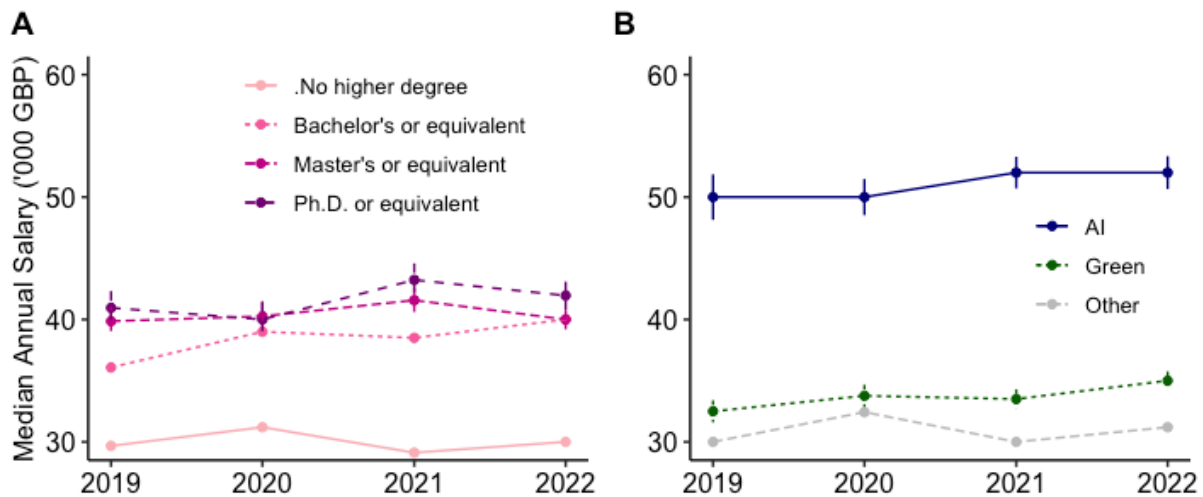 A
B
Median Annual Salary ('000 GBP)
60
50
40
30
.No higher degree
Bachelor's or equivalent
Master's or equivalent
Ph.D. or equivalent
2019 2020 2021 2022
60
50
40
30
AI
Green
Other
2019 2020 2021 2022